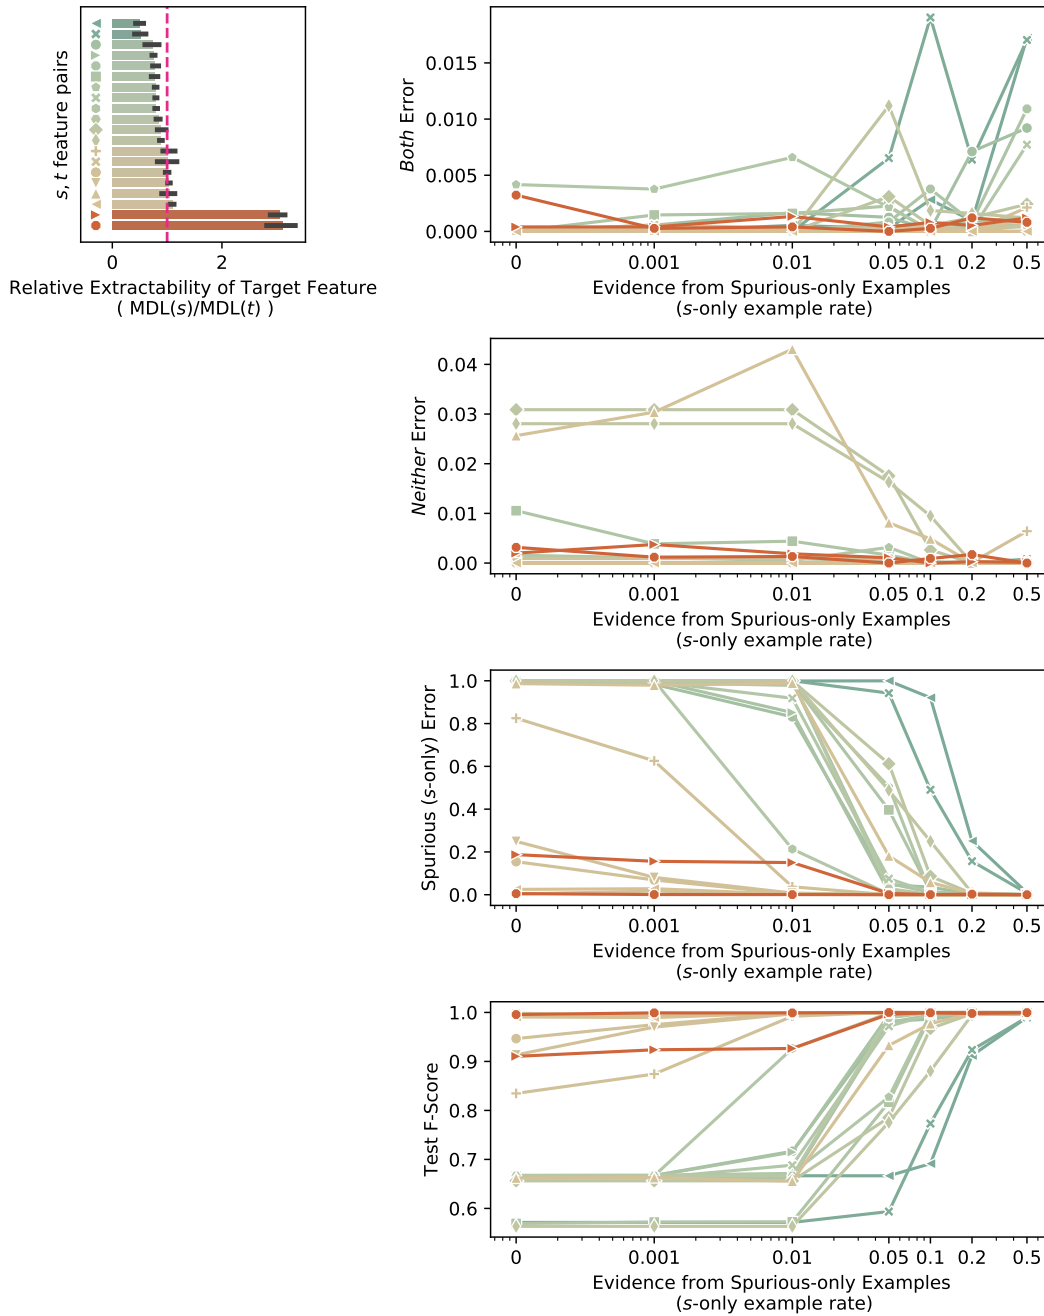 s, t feature pairs
0 2
Relative Extractability of Target Feature
( MDL(s)/MDL(t) )
Both Error
0.015
0.010
0.005
0.000
0 0.001 0.01 0.05 0.1 0.2 0.5
Evidence from Spurious-only Examples
(s-only example rate)
Neither Error
0.04
0.03
0.02
0.01
0.00
0 0.001 0.01 0.05 0.1 0.2 0.5
Evidence from Spurious-only Examples
(s-only example rate)
Spurious (s-only) Error
1.0
0.8
0.6
0.4
0.2
0.0
0 0.001 0.01 0.05 0.1 0.2 0.5
Evidence from Spurious-only Examples
(s-only example rate)
Test F-Score
1.0
0.9
0.8
0.7
0.6
0 0.001 0.01 0.05 0.1 0.2 0.5
Evidence from Spurious-only Examples
(s-only example rate)